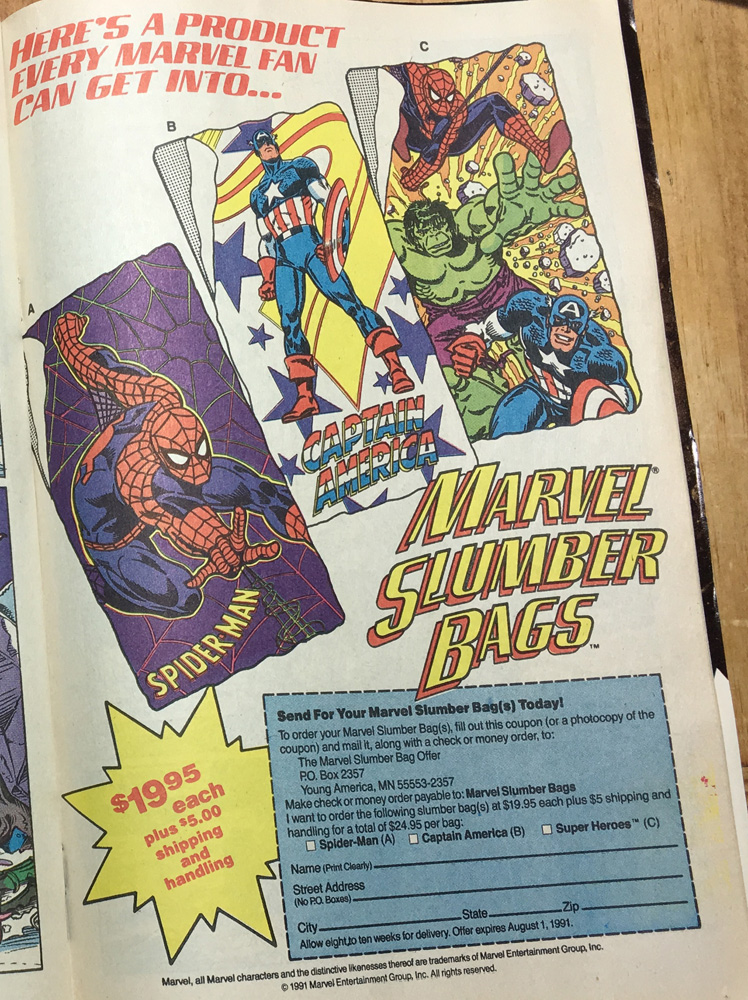 HERE'S A PRODUCT
EVERY MARVEL FAN
CAN GET INTO...
A
B
C
A
CAPTAIN
AMERICA
SPIDER-MAN
MARVEL®
SLUMBER
BAGS™
$1995
each
plus $5.00
shipping
and
handling
Send For Your Marvel Slumber Bag(s) Today!
To order your Marvel Slumber Bag(s), fill out this coupon (or a photocopy of the
coupon) and mail it, along with a check or money order, to:
The Marvel Slumber Bag Offer
P.O. Box 2357
Young America, MN 55553-2357
Make check or money order payable to: Marvel Slumber Bags
I want to order the following slumber bag(s) at $19.95 each plus $5 shipping and
handling for a total of $24.95 per bag:
☐ Spider-Man (A) ☐ Captain America (B) ☐ Super Heroes™ (C)
Name (Print Clearly)
Street Address
(No P.O. Boxes)
City State Zip
Allow eight to ten weeks for delivery. Offer expires August 1, 1991.
Marvel, all Marvel characters and the distinctive likenesses thereof are trademarks of Marvel Entertainment Group, Inc.
© 1991 Marvel Entertainment Group, Inc. All rights reserved.